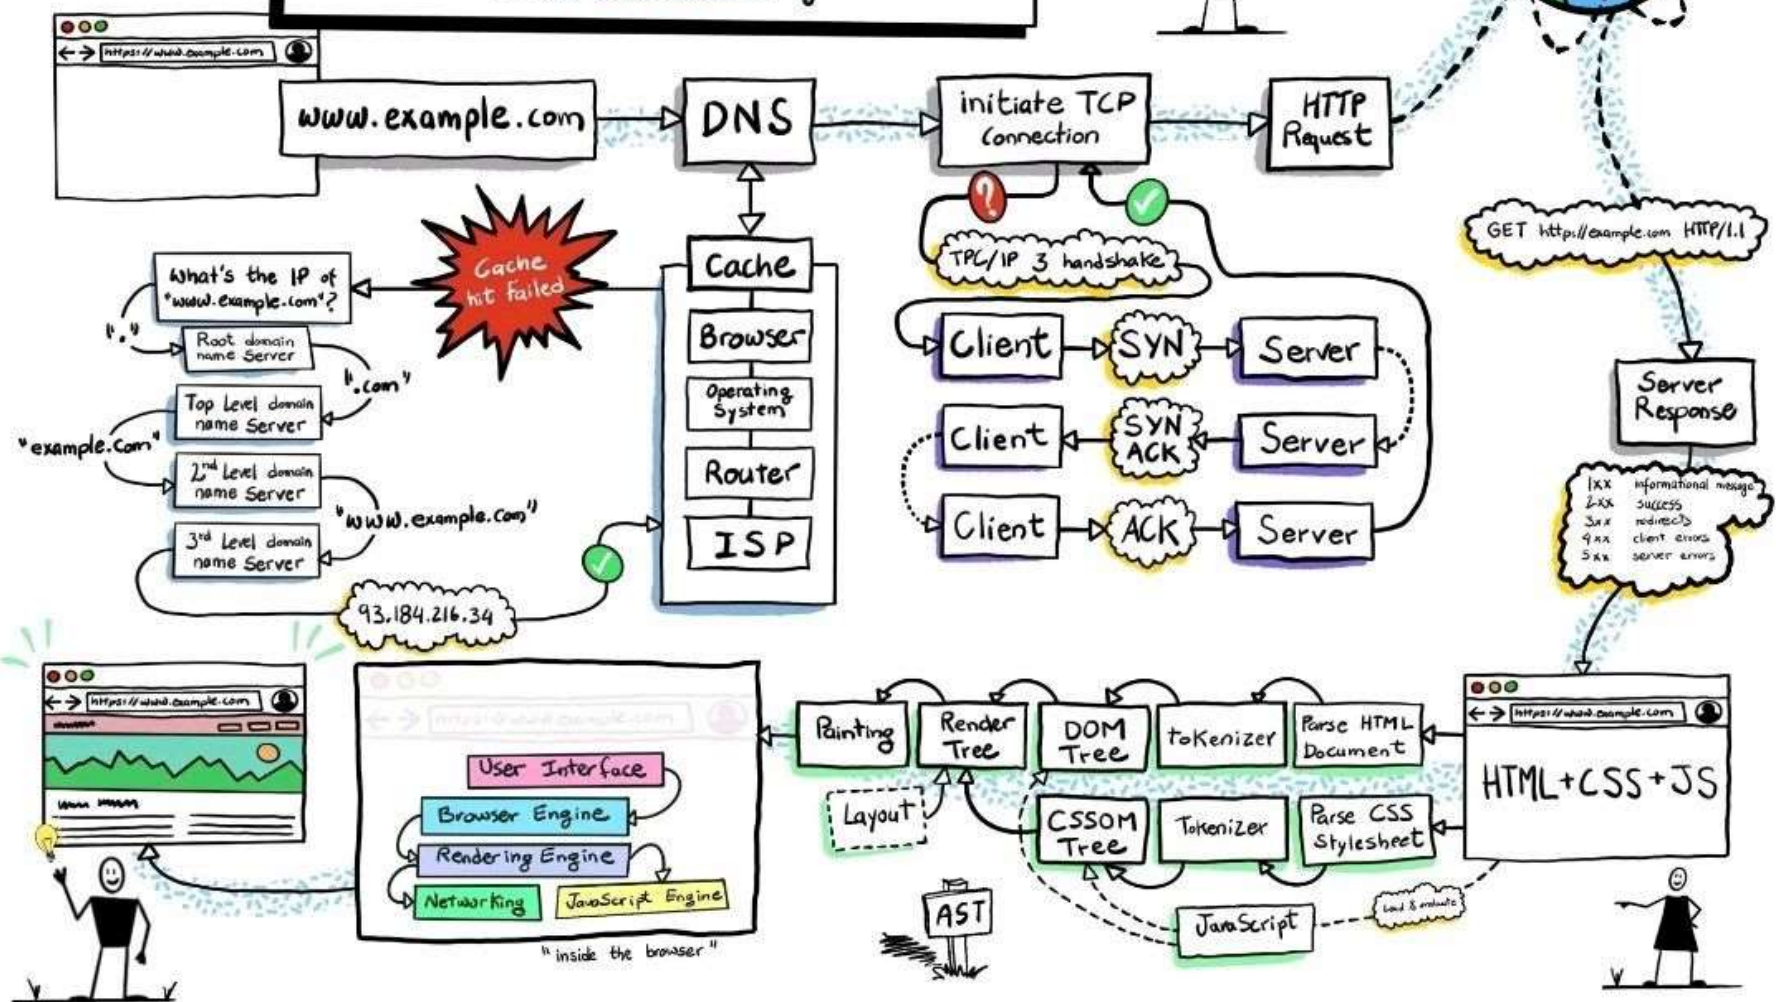 https://www.example.com
www.example.com
DNS
initiate TCP
Connection
HTTP
Request
GET http://example.com HTTP/1.1
Server
Response
1xx informational message
2xx success
3xx redirects
4xx client errors
5xx server errors
Cache
Browser
Operating
System
Router
ISP
Cache
hit failed
What's the IP of
"www.example.com"?
"."
Root domain
name Server
".com"
Top Level domain
name Server
"example.com"
2nd Level domain
name Server
"www.example.com"
3rd Level domain
name Server
93.184.216.34
TPC/IP 3 handshake
Client
SYN
Server
Client
SYN
ACK
Server
Client
ACK
Server
https://www.example.com
HTML+CSS+JS
Parse HTML
Document
tokenizer
DOM
Tree
Render
Tree
Painting
Layout
Parse CSS
Stylesheet
Tokenizer
CSSOM
Tree
JavaScript
Load & evaluate
AST
https://www.example.com
User Interface
Browser Engine
Rendering Engine
Networking
JavaScript Engine
"inside the browser"
https://www.example.com